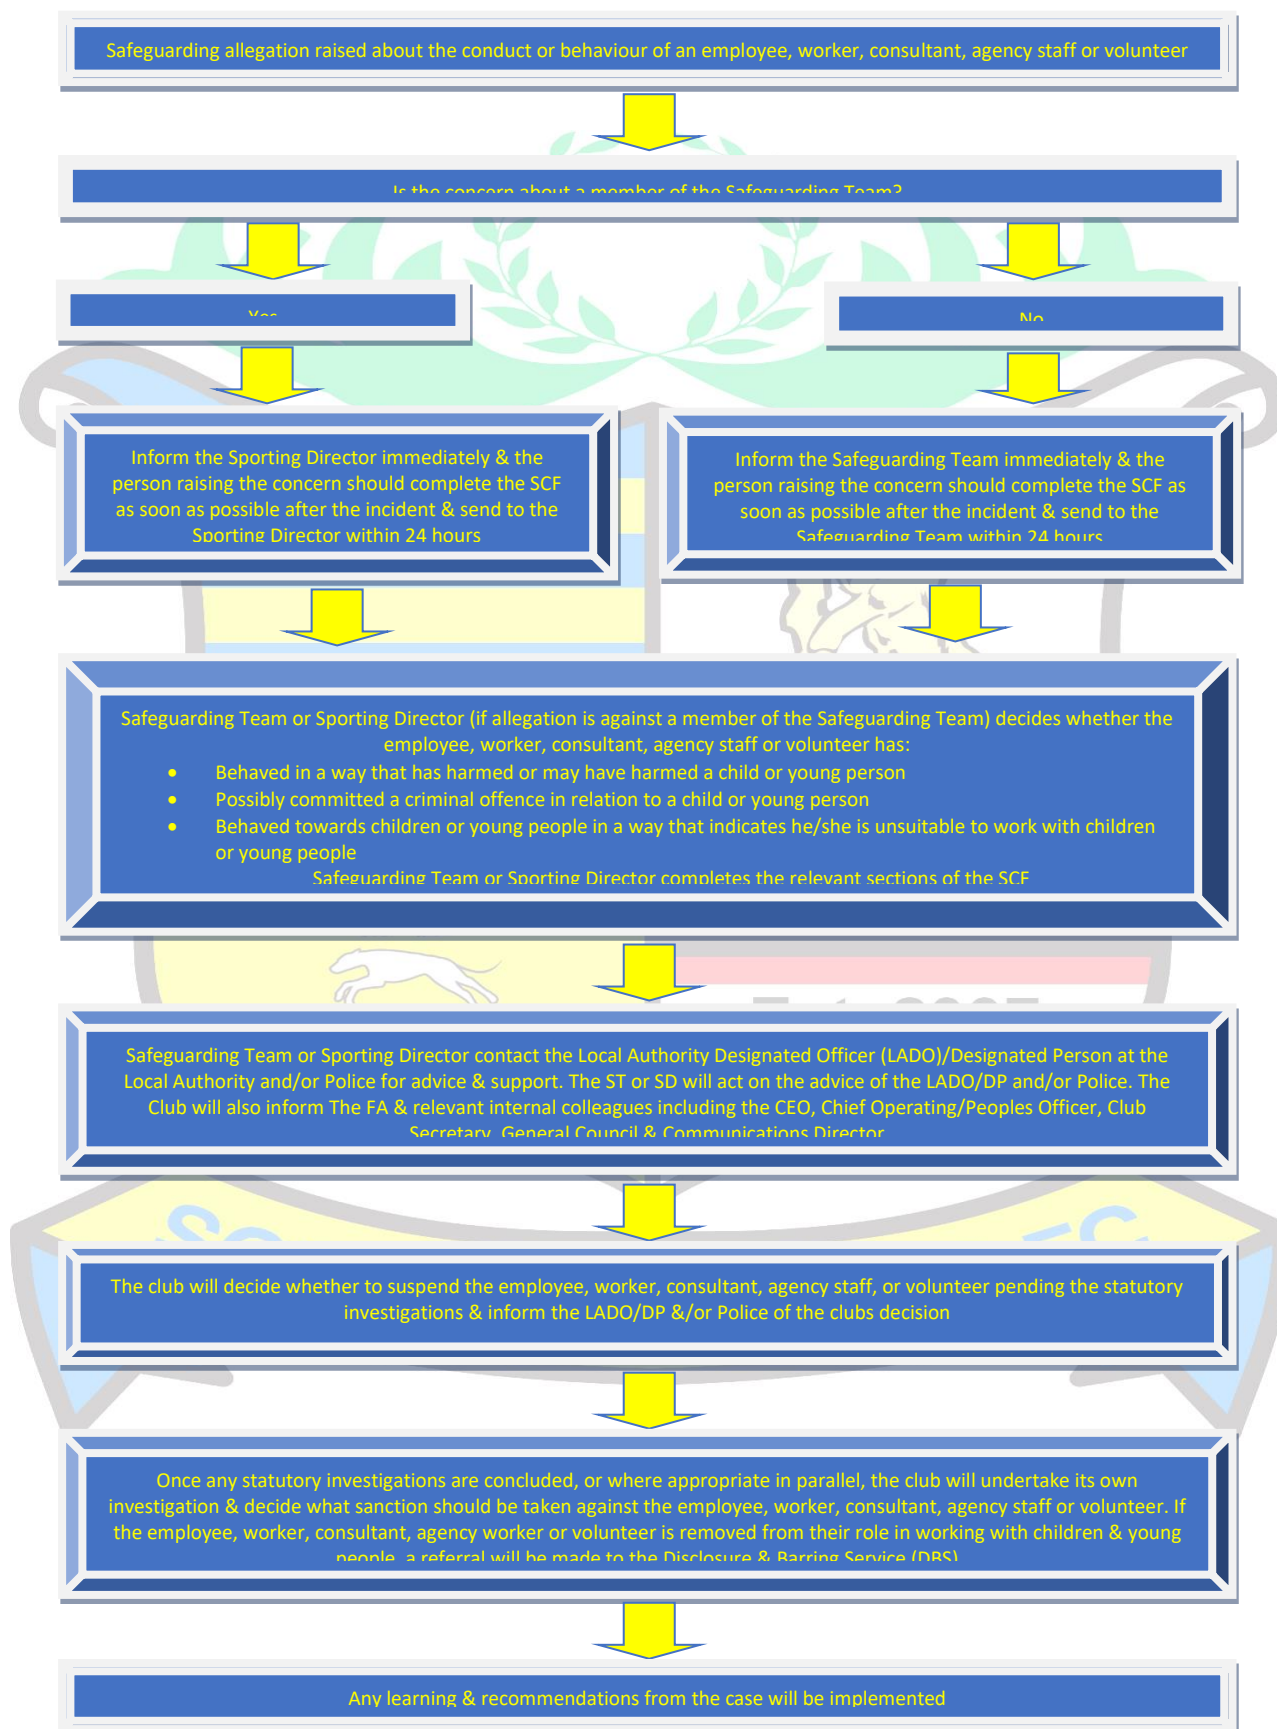 Safeguarding allegation raised about the conduct or behaviour of an employee, worker, consultant, agency staff or volunteer
Is the concern about a member of the Safeguarding Team?
Yes
No
Inform the Sporting Director immediately & the
person raising the concern should complete the SCF
as soon as possible after the incident & send to the
Sporting Director within 24 hours
Inform the Safeguarding Team immediately & the
person raising the concern should complete the SCF as
soon as possible after the incident & send to the
Safeguarding Team within 24 hours
Safeguarding Team or Sporting Director (if allegation is against a member of the Safeguarding Team) decides whether the
employee, worker, consultant, agency staff or volunteer has:
• Behaved in a way that has harmed or may have harmed a child or young person
• Possibly committed a criminal offence in relation to a child or young person
• Behaved towards children or young people in a way that indicates he/she is unsuitable to work with children
or young people
Safeguarding Team or Sporting Director completes the relevant sections of the SCF
Safeguarding Team or Sporting Director contact the Local Authority Designated Officer (LADO)/Designated Person at the
Local Authority and/or Police for advice & support. The ST or SD will act on the advice of the LADO/DP and/or Police. The
Club will also inform The FA & relevant internal colleagues including the CEO, Chief Operating/Peoples Officer, Club
Secretary, General Council & Communications Director
FC
The club will decide whether to suspend the employee, worker, consultant, agency staff, or volunteer pending the statutory
investigations & inform the LADO/DP &/or Police of the clubs decision
Once any statutory investigations are concluded, or where appropriate in parallel, the club will undertake its own
investigation & decide what sanction should be taken against the employee, worker, consultant, agency staff or volunteer. If
the employee, worker, consultant, agency worker or volunteer is removed from their role in working with children & young
people, a referral will be made to the Disclosure & Barring Service (DBS)
Any learning & recommendations from the case will be implemented